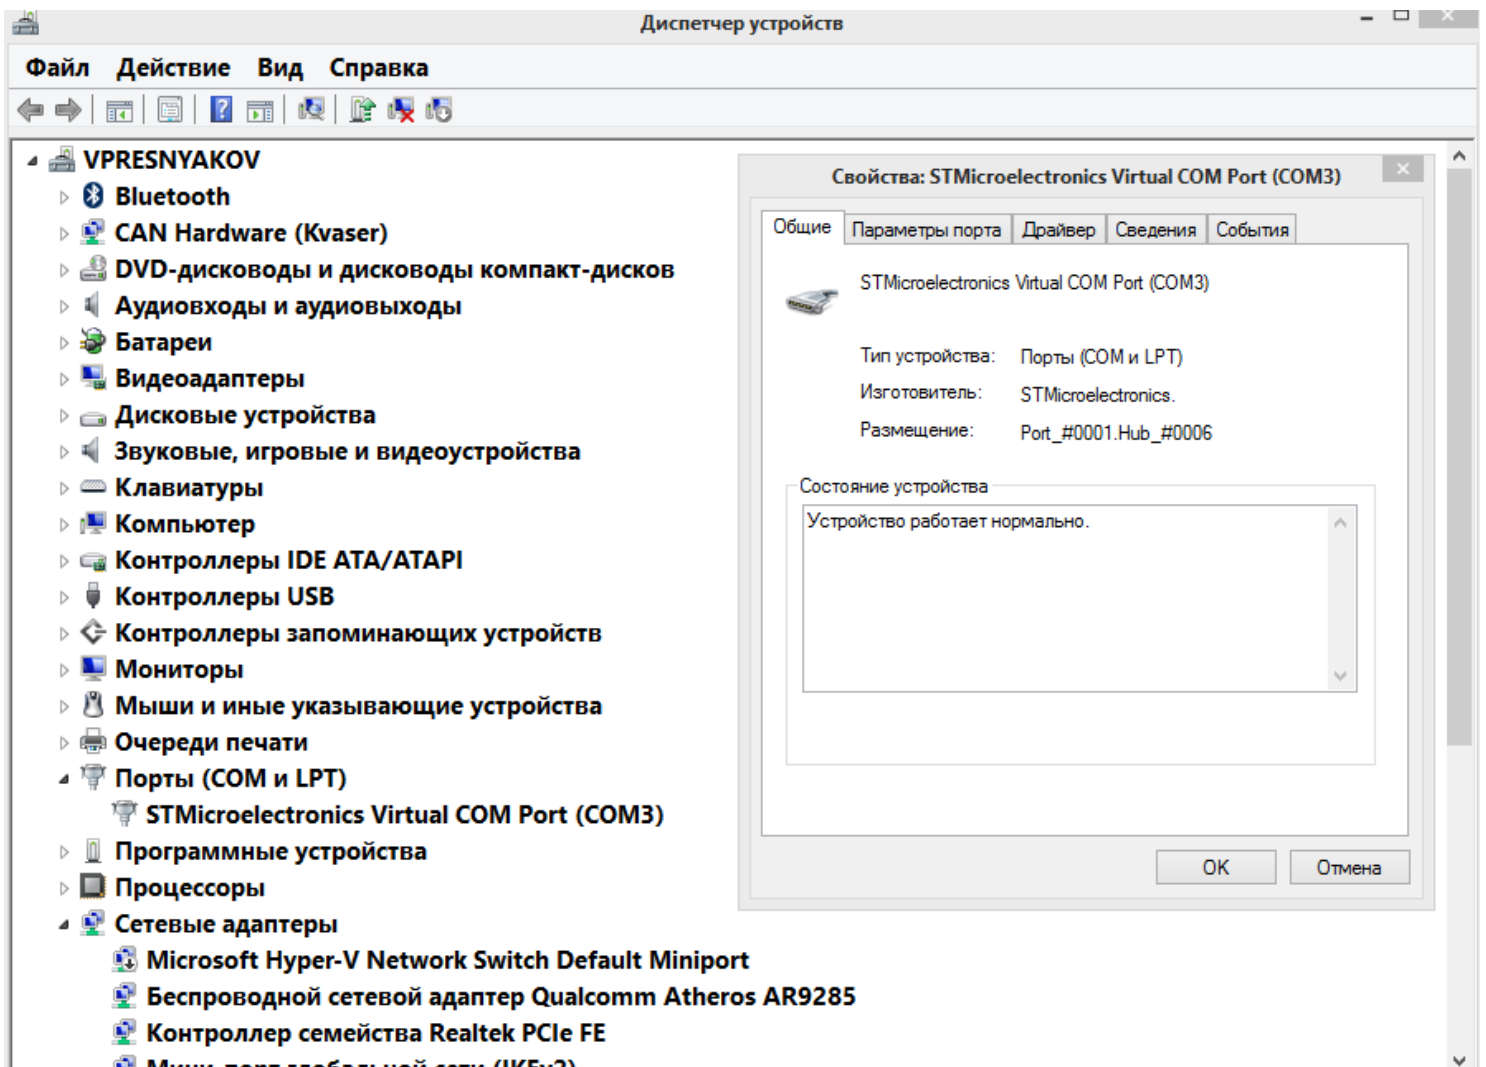 Диспетчер устройств
Файл Действие Вид Справка
VPRESNYAKOV
Bluetooth
CAN Hardware (Kvaser)
DVD-дисководы и дисководы компакт-дисков
Аудиовходы и аудиовыходы
Батареи
Видеоадаптеры
Дисковые устройства
Звуковые, игровые и видеоустройства
Клавиатуры
Компьютер
Контроллеры IDE ATA/ATAPI
Контроллеры USB
Контроллеры запоминающих устройств
Мониторы
Мыши и иные указывающие устройства
Очереди печати
Порты (COM и LPT)
STMicroelectronics Virtual COM Port (COM3)
Программные устройства
Процессоры
Сетевые адаптеры
Microsoft Hyper-V Network Switch Default Miniport
Беспроводной сетевой адаптер Qualcomm Atheros AR9285
Контроллер семейства Realtek PCIe FE
Мини-порт глобальной сети (IKEv2)
Свойства: STMicroelectronics Virtual COM Port (COM3)
Общие Параметры порта Драйвер Сведения События
STMicroelectronics Virtual COM Port (COM3)
Тип устройства: Порты (COM и LPT)
Изготовитель: STMicroelectronics.
Размещение: Port_#0001.Hub_#0006
Состояние устройства
Устройство работает нормально.
OK Отмена